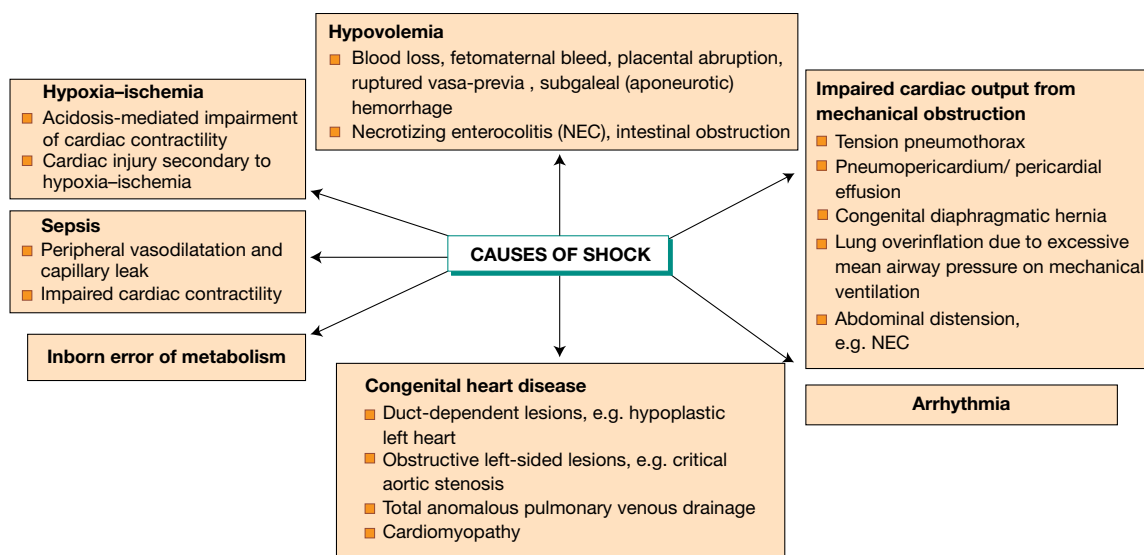 Hypovolemia
Blood loss, fetomaternal bleed, placental abruption,
ruptured vasa-previa , subgaleal (aponeurotic)
hemorrhage
Necrotizing enterocolitis (NEC), intestinal obstruction
Hypoxia–ischemia
Acidosis-mediated impairment
of cardiac contractility
Cardiac injury secondary to
hypoxia–ischemia
Impaired cardiac output from
mechanical obstruction
Tension pneumothorax
Pneumopericardium/ pericardial
effusion
Congenital diaphragmatic hernia
Lung overinflation due to excessive
mean airway pressure on mechanical
ventilation
Abdominal distension,
e.g. NEC
Sepsis
Peripheral vasodilatation and
capillary leak
Impaired cardiac contractility
CAUSES OF SHOCK
Inborn error of metabolism
Congenital heart disease
Duct-dependent lesions, e.g. hypoplastic
left heart
Obstructive left-sided lesions, e.g. critical
aortic stenosis
Total anomalous pulmonary venous drainage
Cardiomyopathy
Arrhythmia